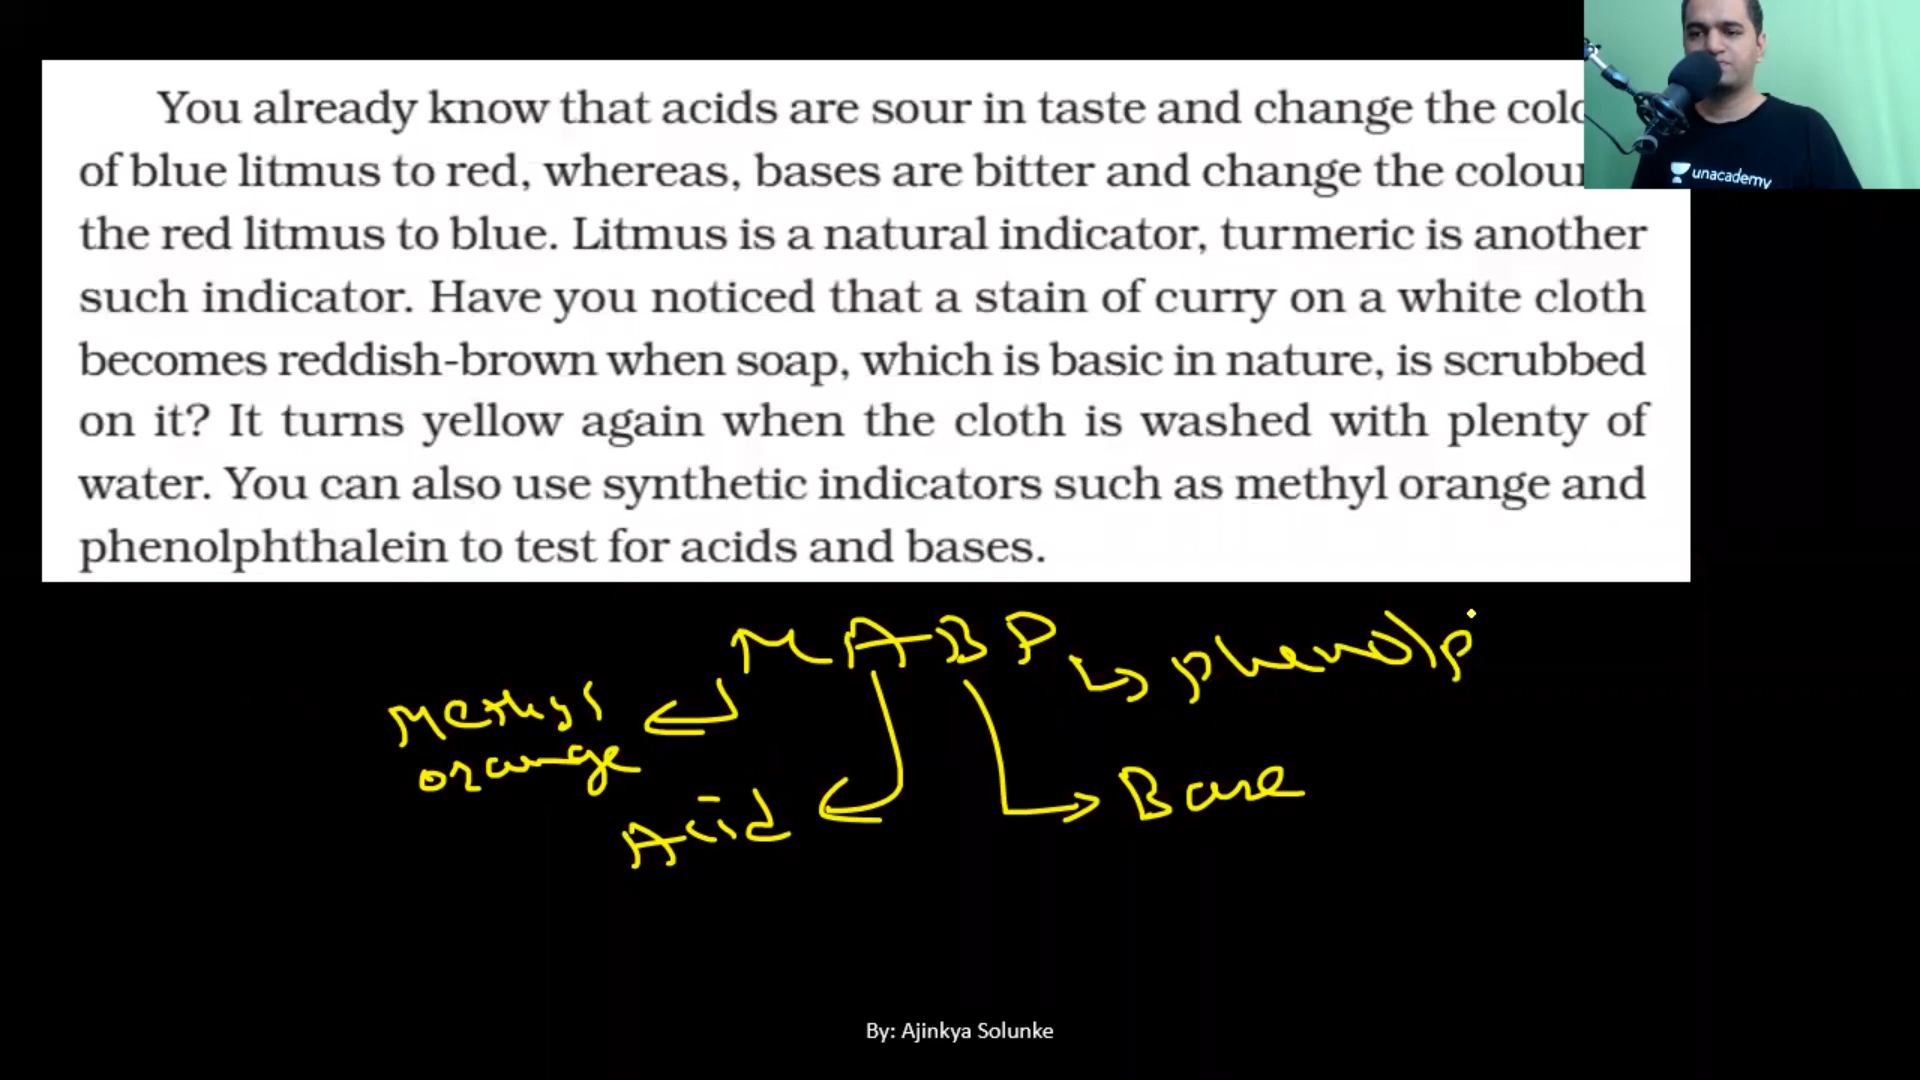 You already know that acids are sour in taste and change the colo
of blue litmus to red, whereas, bases are bitter and change the colou
the red litmus to blue. Litmus is a natural indicator, turmeric is another
such indicator. Have you noticed that a stain of curry on a white cloth
becomes reddish-brown when soap, which is basic in nature, is scrubbed
on it? It turns yellow again when the cloth is washed with plenty of
water. You can also use synthetic indicators such as methyl orange and
phenolphthalein to test for acids and bases.
unacademy
MABP
phenolp
Methyl
orange
Acid
Base
By: Ajinkya Solunke